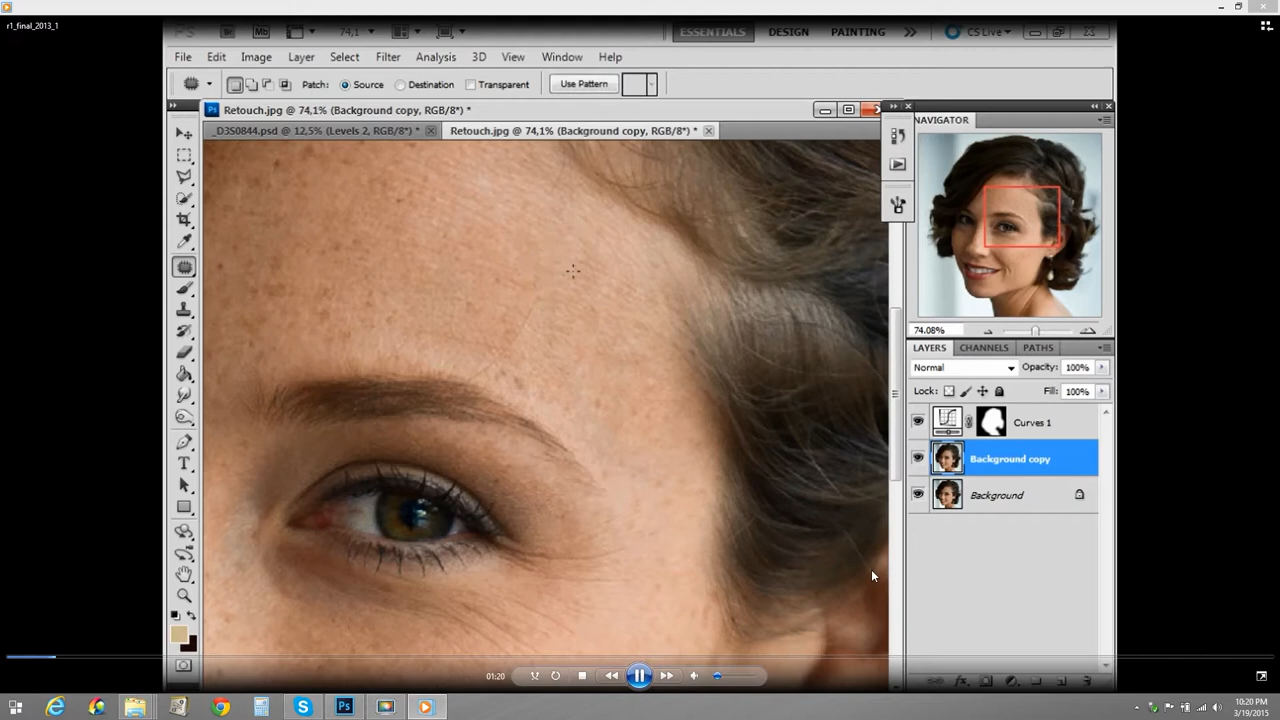 r1_final_2013_1
74,1
ESSENTIALS DESIGN PAINTING CS Live
File Edit Image Layer Select Filter Analysis 3D View Window Help
Patch: Source Destination Transparent Use Pattern
Ps Retouch.jpg @ 74,1% (Background copy, RGB/8*) *
_D3S0844.psd @ 12,5% (Levels 2, RGB/8*) * Retouch.jpg @ 74,1% (Background copy, RGB/8*) *
NAVIGATOR
74.08%
LAYERS CHANNELS PATHS
Normal Opacity: 100%
Lock: Fill: 100%
Curves 1
Background copy
Background
01:20
10:20 PM
3/19/2015